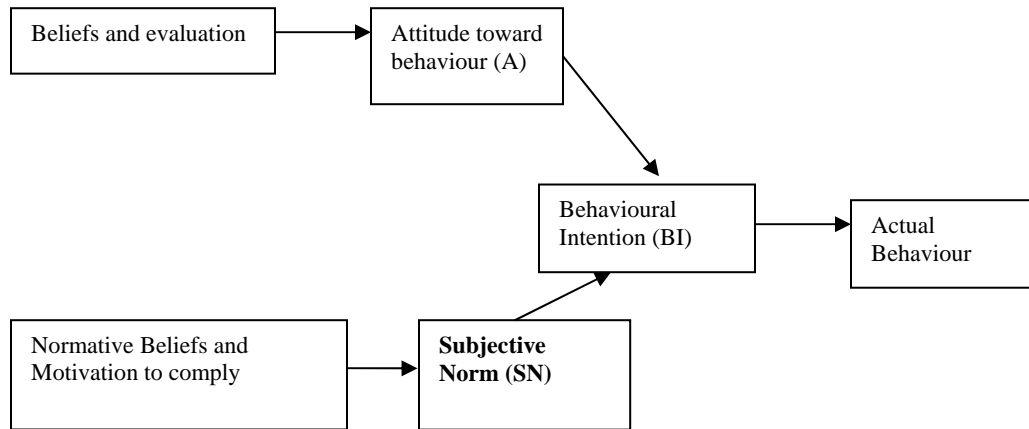 Beliefs and evaluation
Attitude toward
behaviour (A)
Behavioural
Intention (BI)
Actual
Behaviour
Normative Beliefs and
Motivation to comply
Subjective
Norm (SN)